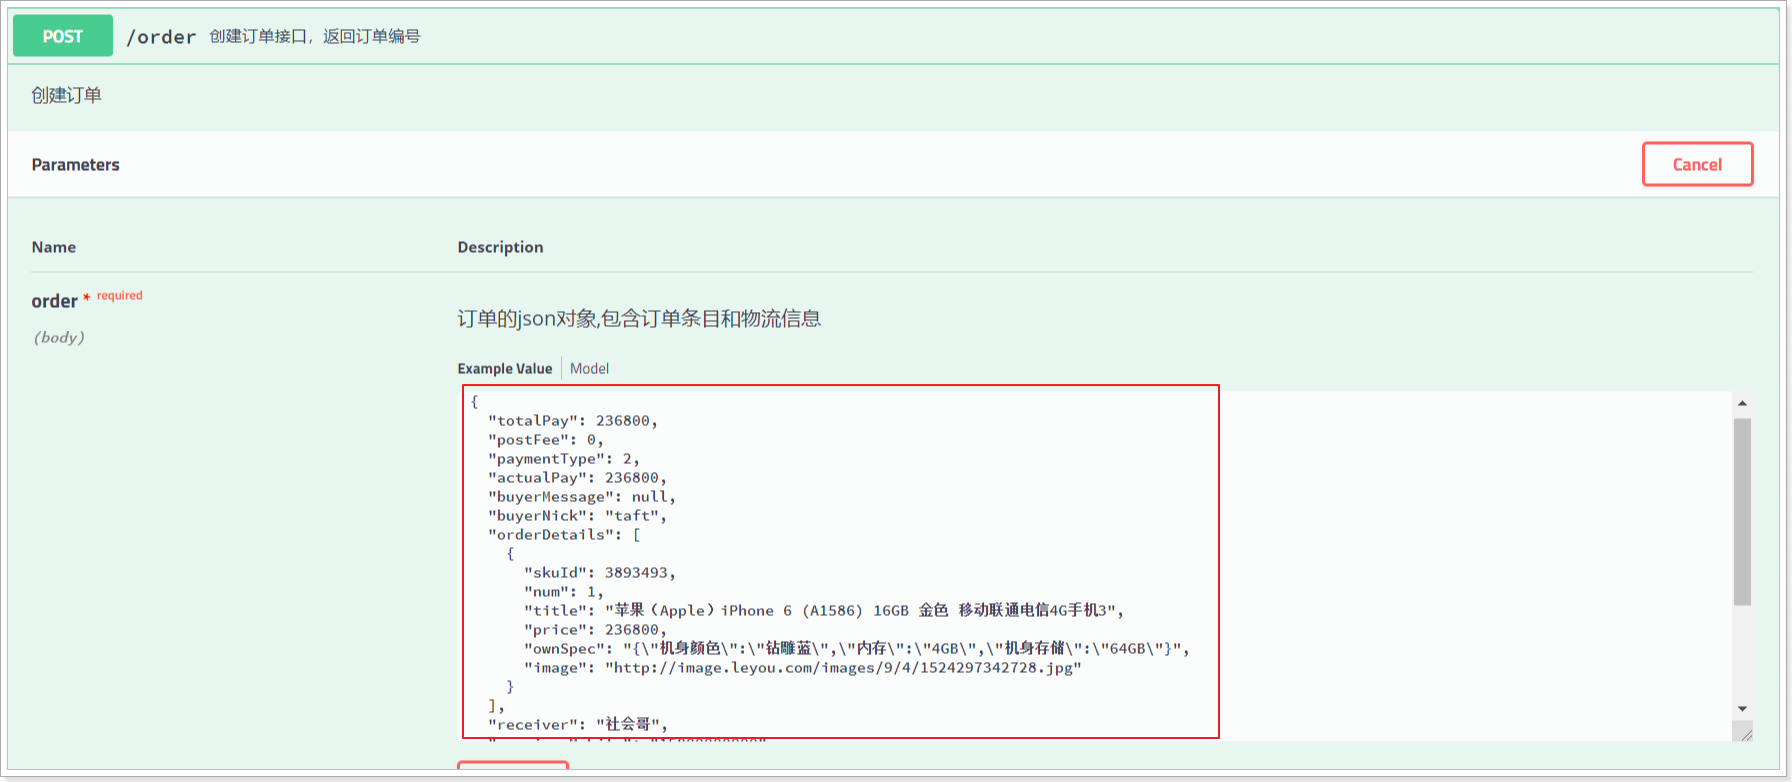 POST /order 创建订单接口，返回订单编号
创建订单
Parameters
Cancel
Name
Description
order * required
(body)
订单的json对象,包含订单条目和物流信息
Example Value
Model
{
"totalPay": 236800,
"postFee": 0,
"paymentType": 2,
"actualPay": 236800,
"buyerMessage": null,
"buyerNick": "taft",
"orderDetails": [
{
"skuId": 3893493,
"num": 1,
"title": "苹果（Apple）iPhone 6 (A1586) 16GB 金色 移动联通电信4G手机3",
"price": 236800,
"ownSpec": "{\"机身颜色\":\"钻雕蓝\",\"内存\":\"4GB\",\"机身存储\":\"64GB\"}",
"image": "http://image.leyou.com/images/9/4/1524297342728.jpg"
}
],
"receiver": "社会哥",